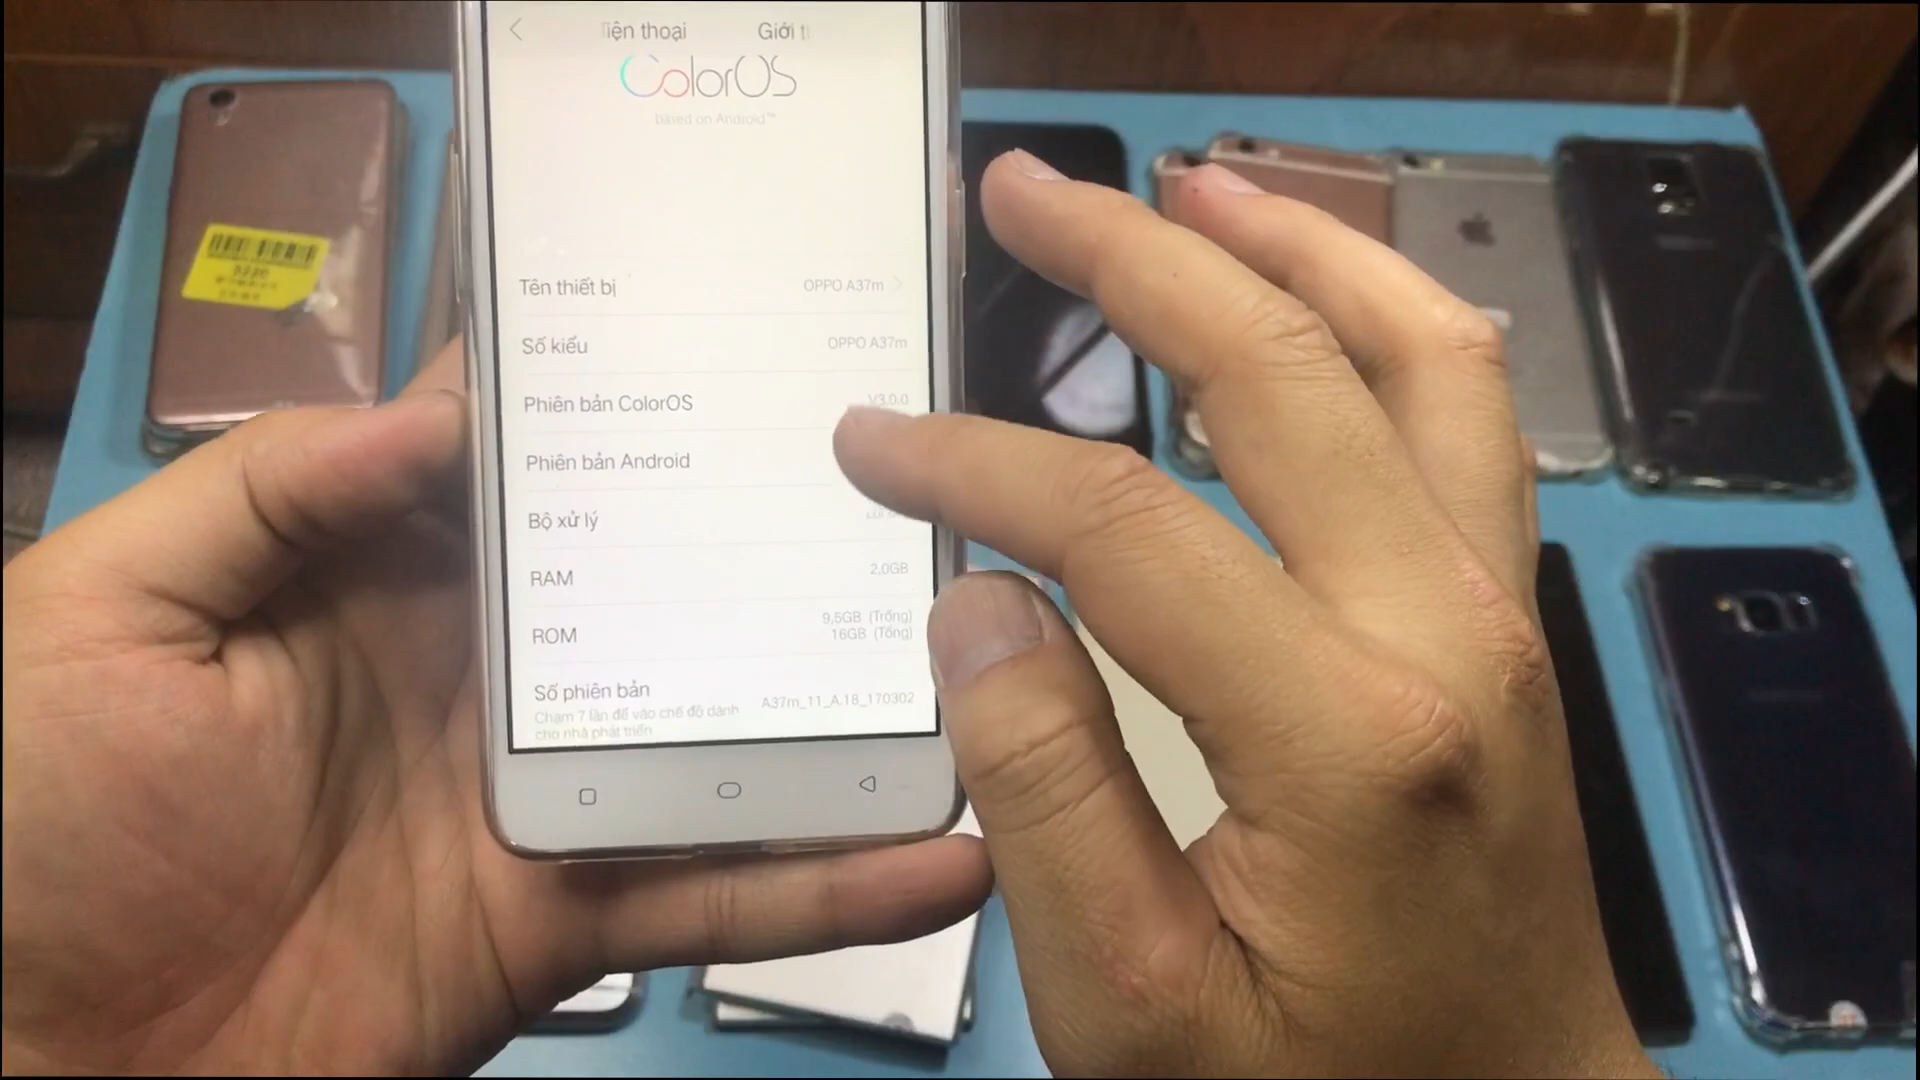 iện thoại
Giới t
ColorOS
based on Android™
Tên thiết bị
OPPO A37m
Số kiểu
OPPO A37m
Phiên bản ColorOS
V3.0.0
Phiên bản Android
Bộ xử lý
RAM
2,0GB
ROM
9,5GB (Trống)
16GB (Tổng)
Số phiên bản
A37m_11_A.18_170302
Chạm 7 lần để vào chế độ dành
cho nhà phát triển